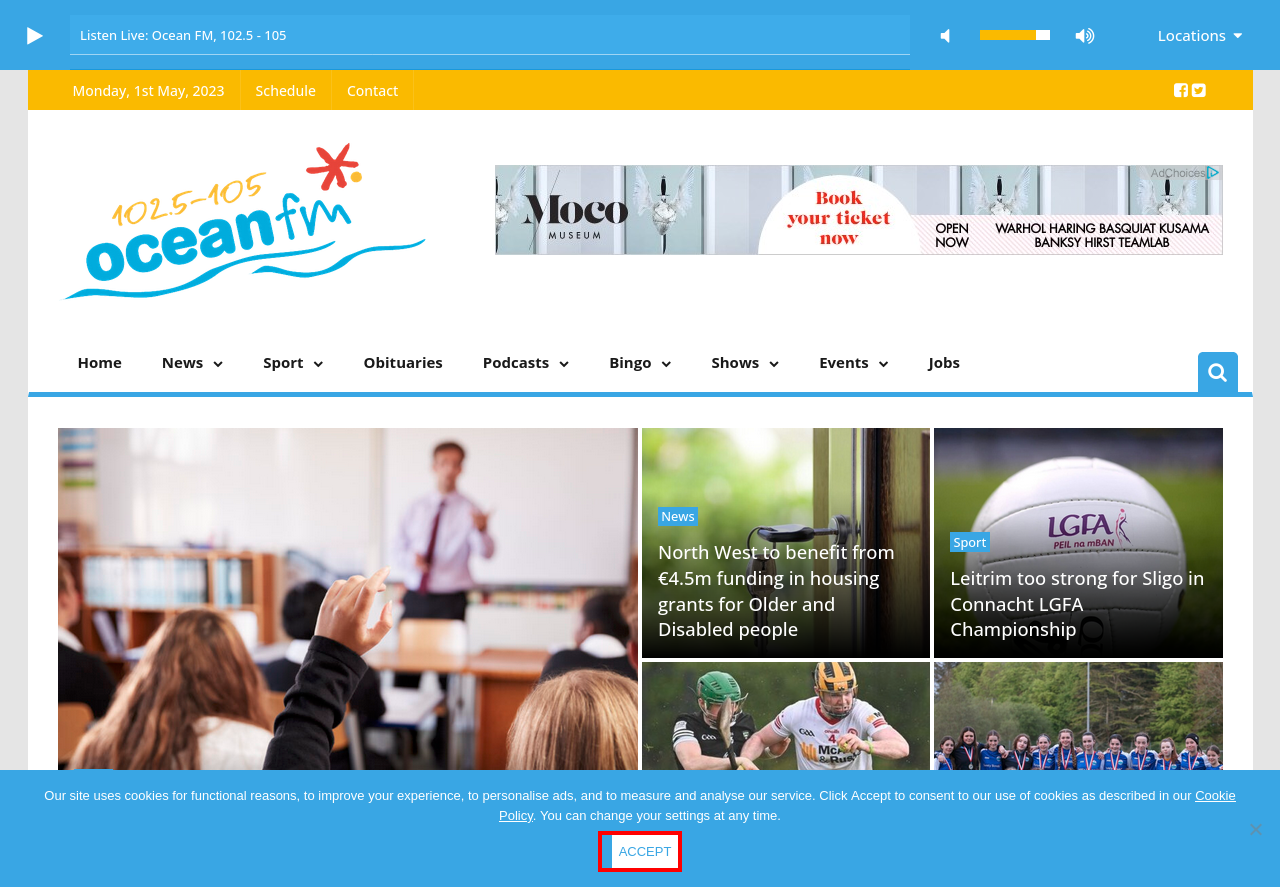 Listen Live: Ocean FM, 102.5 - 105
Locations
Monday, 1st May, 2023
Schedule
Contact
102.5-105
oceanfm
AdChoices
Moco
MUSEUM
Book
your ticket
now
OPEN
NOW
WARHOL HARING BASQUIAT KUSAMA
BANKSY HIRST TEAMLAB
Home
News
Sport
Obituaries
Podcasts
Bingo
Shows
Events
Jobs
News
North West to benefit from
€4.5m funding in housing
grants for Older and
Disabled people
LGFA
PEIL na mBAN
Sport
Leitrim too strong for Sligo in
Connacht LGFA
Championship
Our site uses cookies for functional reasons, to improve your experience, to personalise ads, and to measure and analyse our service. Click Accept to consent to our use of cookies as described in our Cookie
Policy. You can change your settings at any time.
ACCEPT